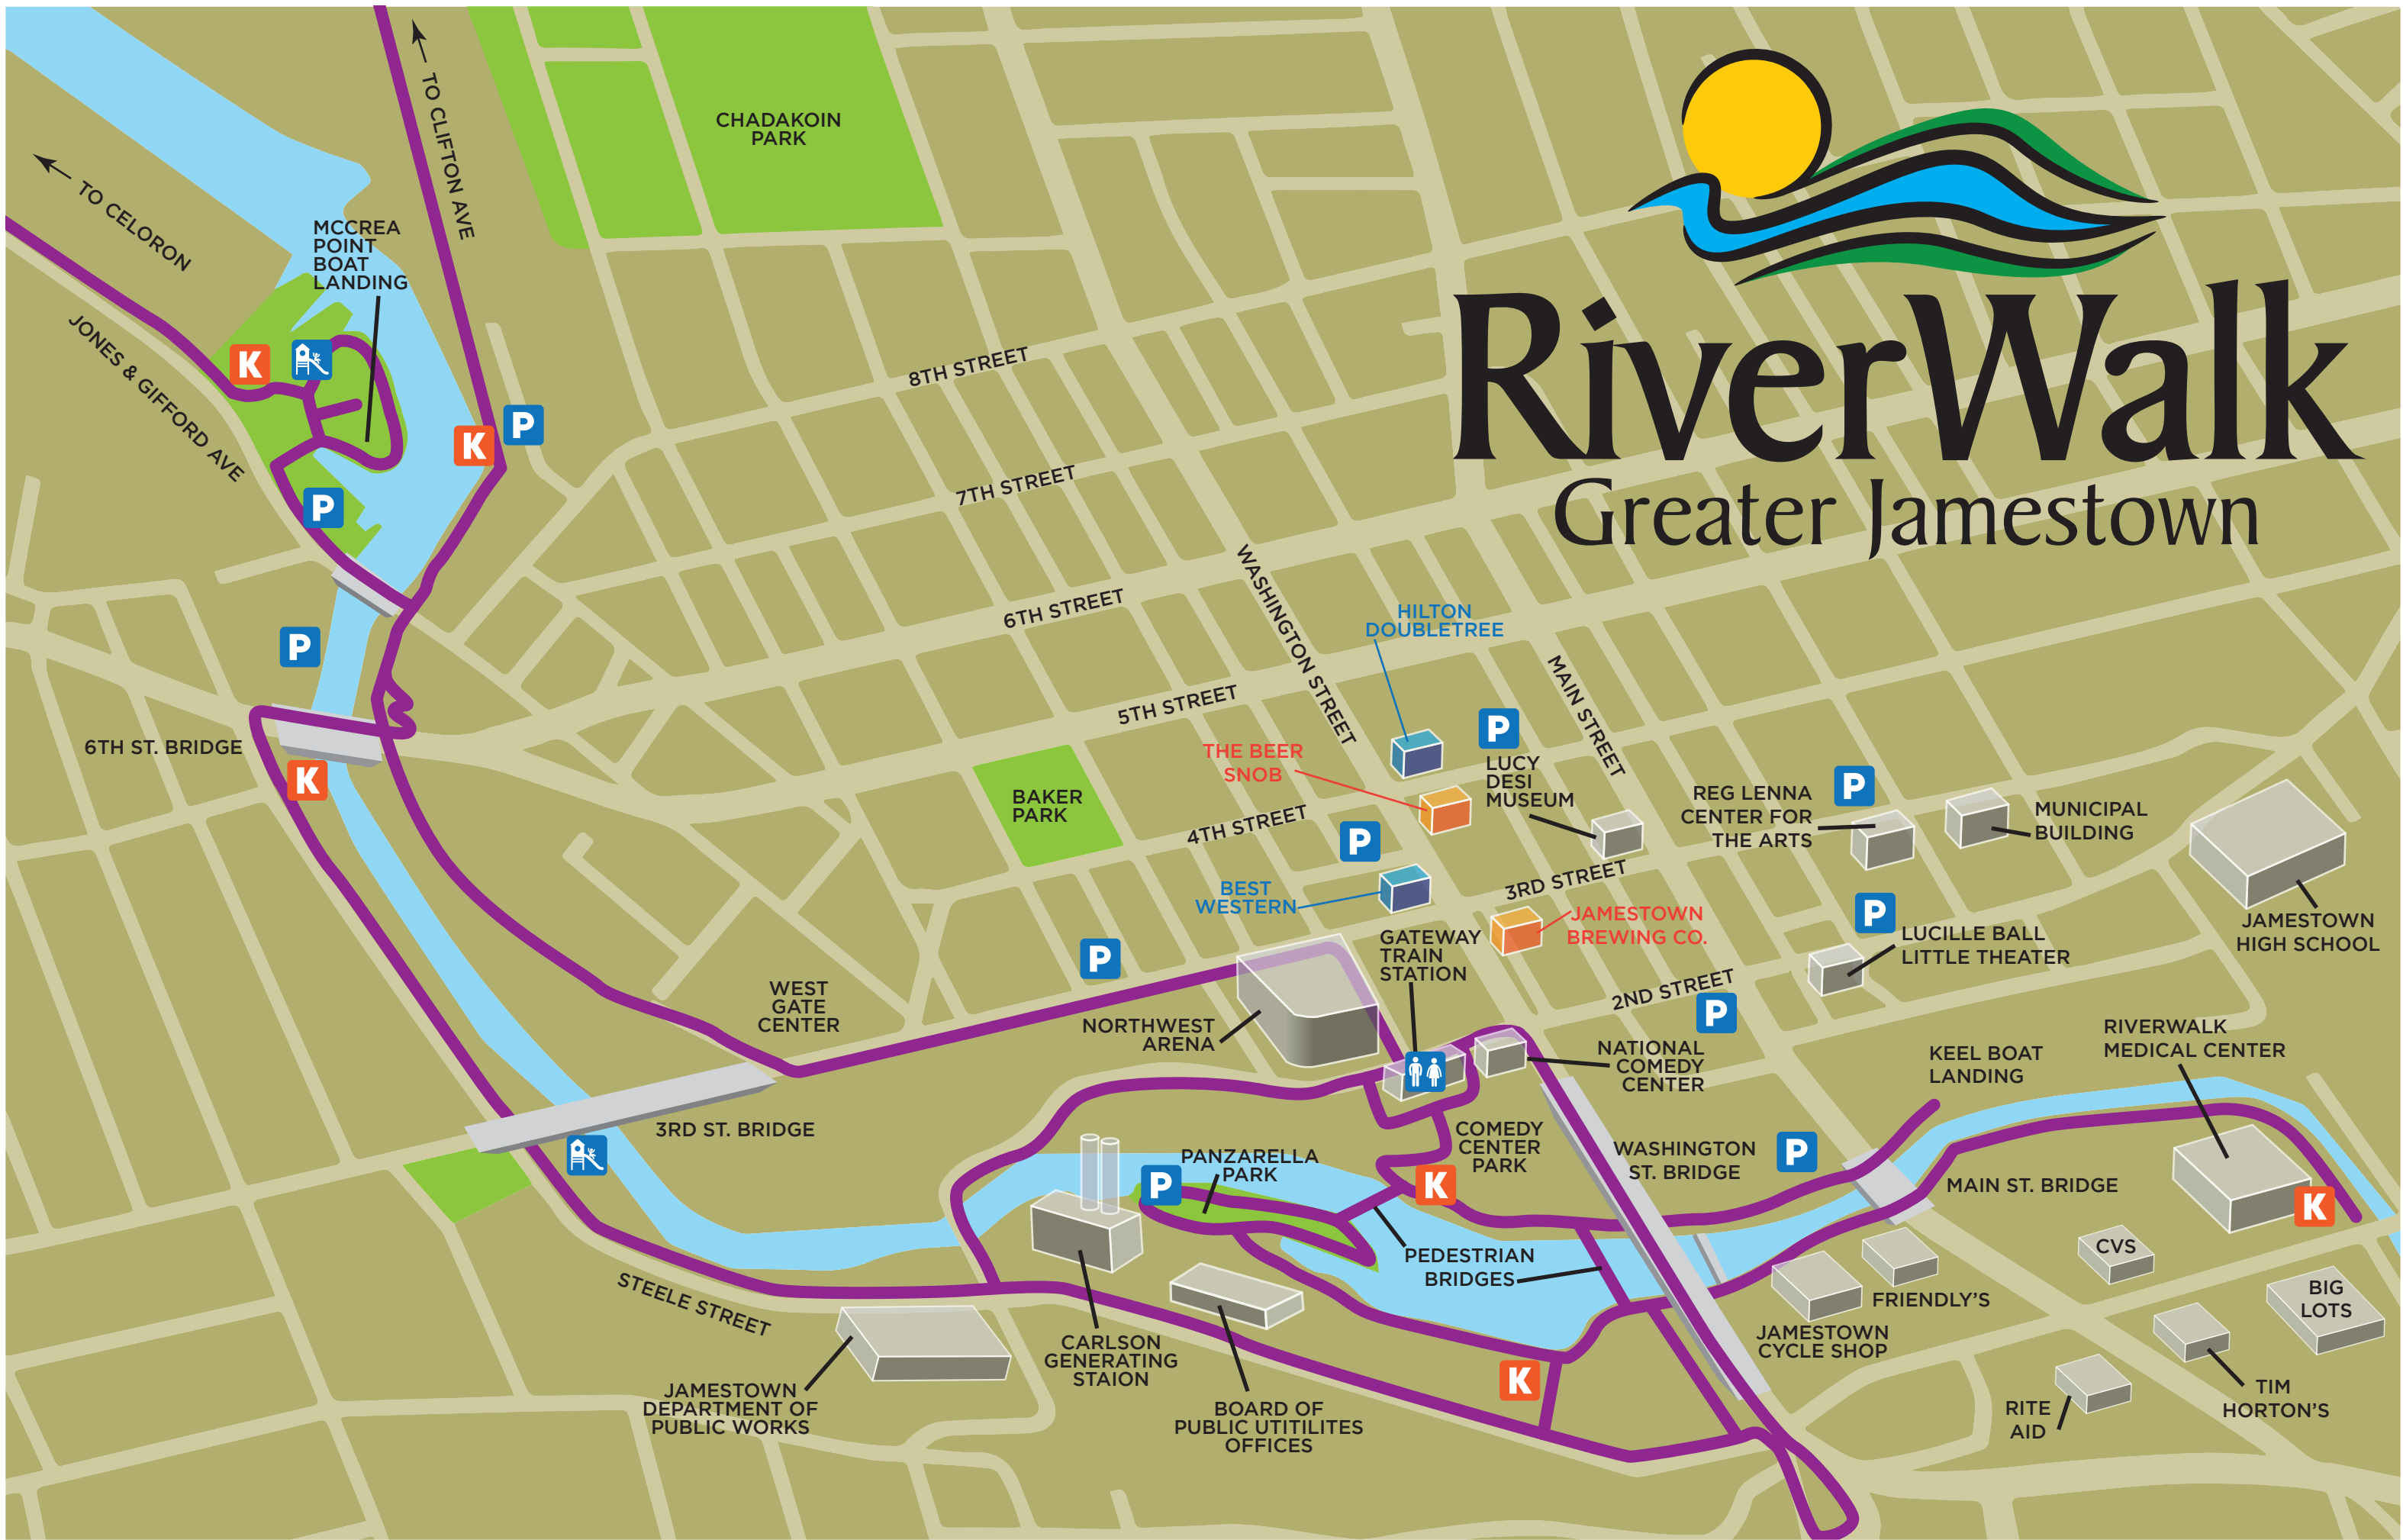 RiverWalk
Greater Jamestown
TO CLIFTON AVE
CHADAKOIN
PARK
TO CELORON
MCCREA
POINT
BOAT
LANDING
JONES & GIFFORD AVE
K
K
P
P
P
K
6TH ST. BRIDGE
8TH STREET
7TH STREET
6TH STREET
5TH STREET
4TH STREET
WASHINGTON STREET
MAIN STREET
HILTON
DOUBLETREE
THE BEER
SNOB
P
LUCY
DESI
MUSEUM
BAKER
PARK
P
BEST
WESTERN
3RD STREET
JAMESTOWN
BREWING CO.
REG LENNA
CENTER FOR
THE ARTS
P
MUNICIPAL
BUILDING
JAMESTOWN
HIGH SCHOOL
P
LUCILLE BALL
LITTLE THEATER
2ND STREET
P
GATEWAY
TRAIN
STATION
P
WEST
GATE
CENTER
NORTHWEST
ARENA
NATIONAL
COMEDY
CENTER
KEEL BOAT
LANDING
RIVERWALK
MEDICAL CENTER
3RD ST. BRIDGE
COMEDY
CENTER
PARK
PANZARELLA
PARK
P
K
WASHINGTON
ST. BRIDGE
P
MAIN ST. BRIDGE
K
PEDESTRIAN
BRIDGES
CVS
BIG
LOTS
FRIENDLY'S
JAMESTOWN
CYCLE SHOP
STEELE STREET
CARLSON
GENERATING
STAION
K
JAMESTOWN
DEPARTMENT OF
PUBLIC WORKS
BOARD OF
PUBLIC UTITILITES
OFFICES
RITE
AID
TIM
HORTON'S